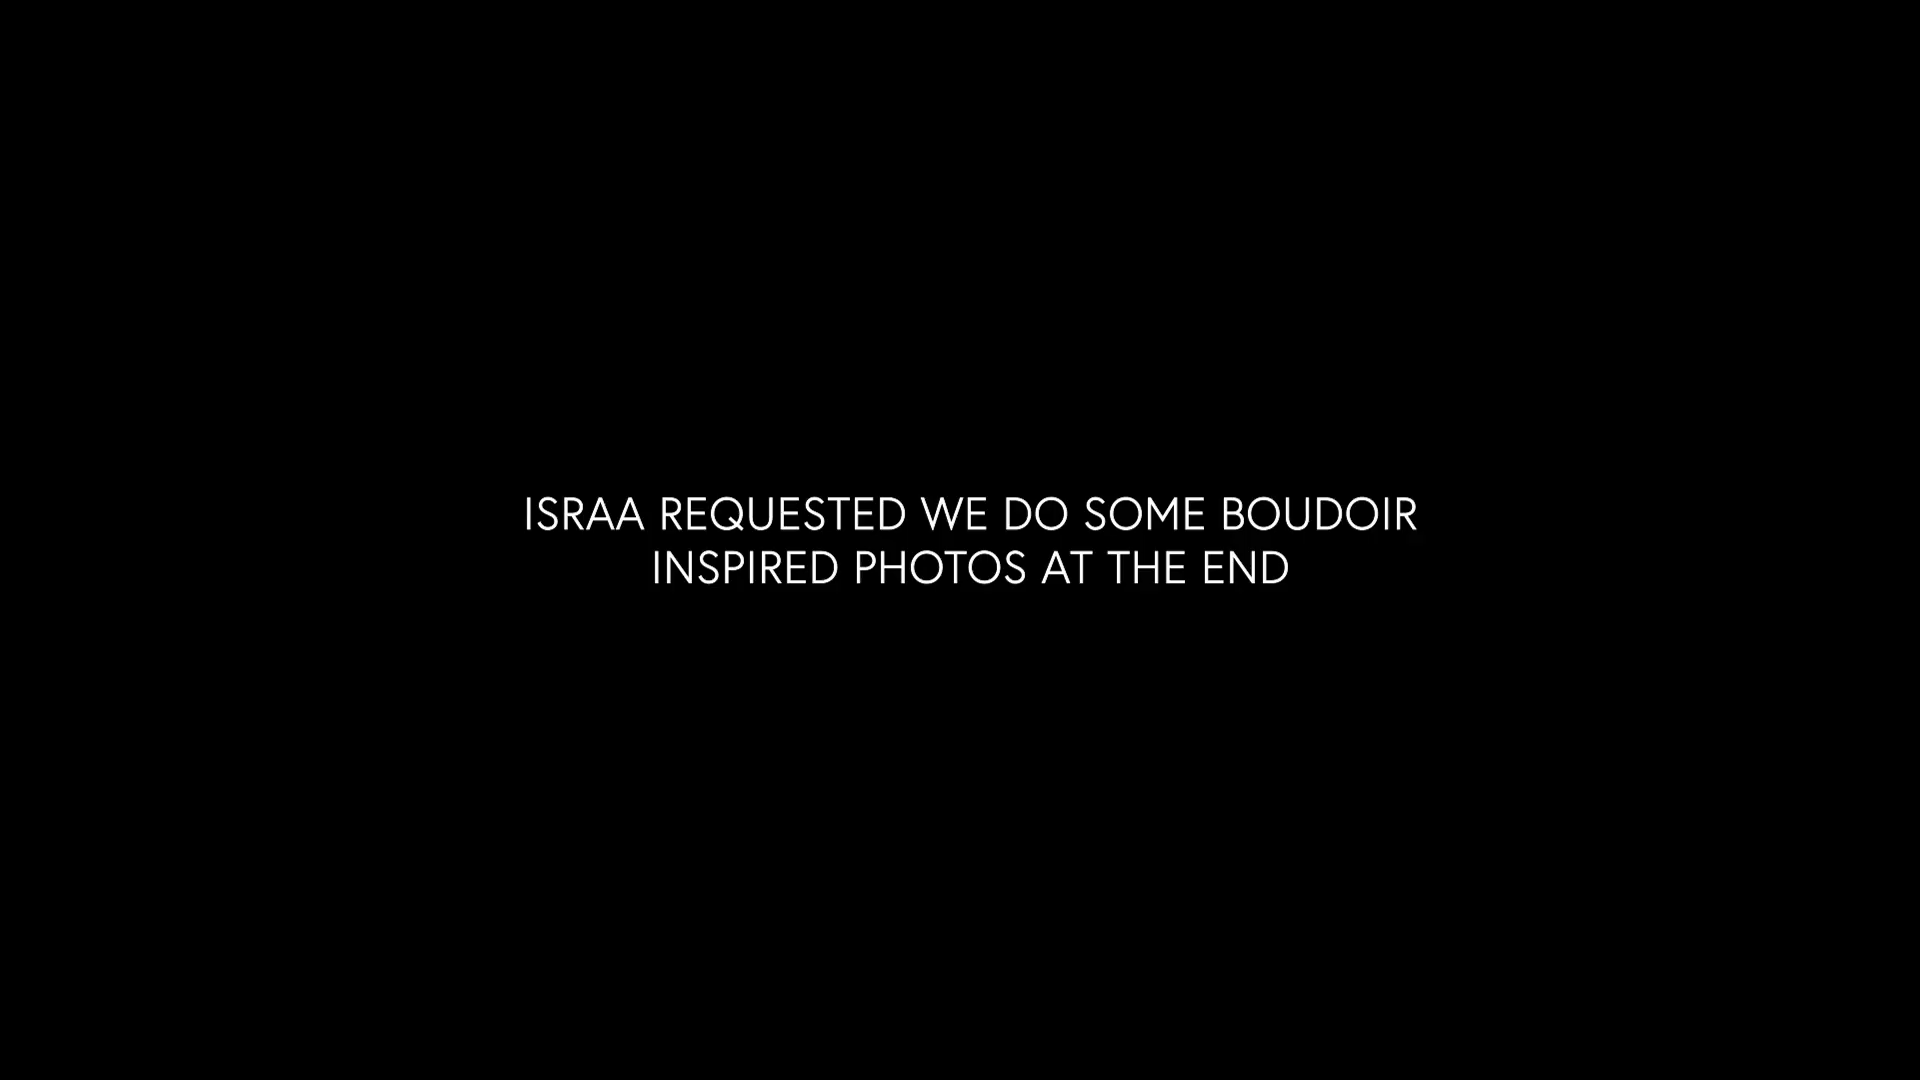 ISRAA REQUESTED WE DO SOME BOUDOIR
INSPIRED PHOTOS AT THE END